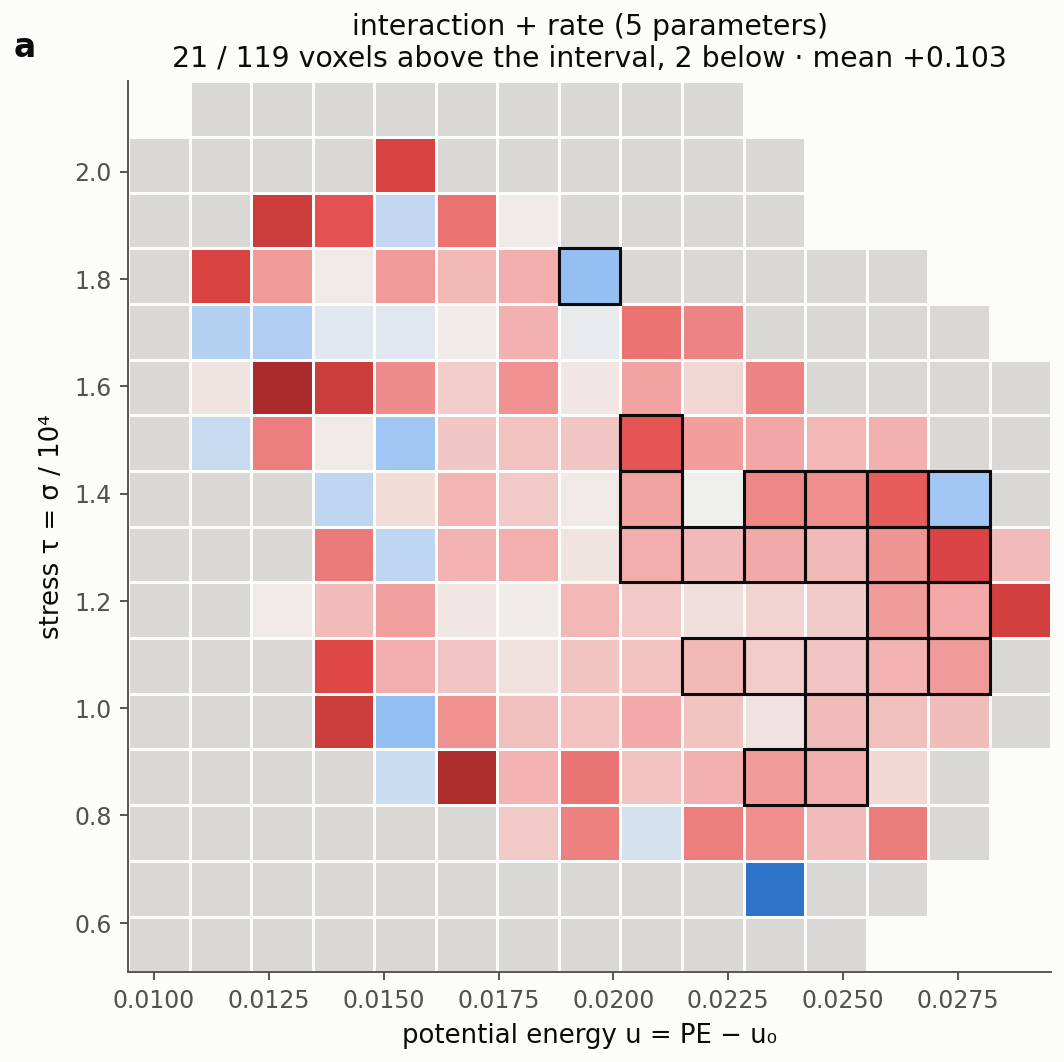 a
interaction + rate (5 parameters)
21 / 119 voxels above the interval, 2 below · mean +0.103
stress τ = σ / 10⁴
2.0
1.8
1.6
1.4
1.2
1.0
0.8
0.6
0.0100 0.0125 0.0150 0.0175 0.0200 0.0225 0.0250 0.0275
potential energy u = PE − u₀